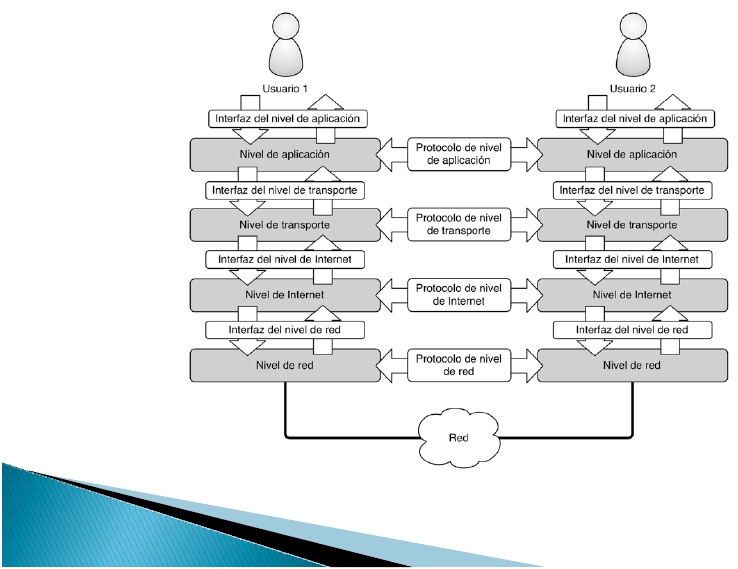 Usuario 1
Usuario 2
Interfaz del nivel de aplicación
Interfaz del nivel de aplicación
Nivel de aplicación
Protocolo de nivel
de aplicación
Nivel de aplicación
Interfaz del nivel de transporte
Interfaz del nivel de transporte
Nivel de transporte
Protocolo de nivel
de transporte
Nivel de transporte
Interfaz del nivel de Internet
Interfaz del nivel de Internet
Nivel de Internet
Protocolo de nivel
de Internet
Nivel de Internet
Interfaz del nivel de red
Interfaz del nivel de red
Nivel de red
Protocolo de nivel
de red
Nivel de red
Red